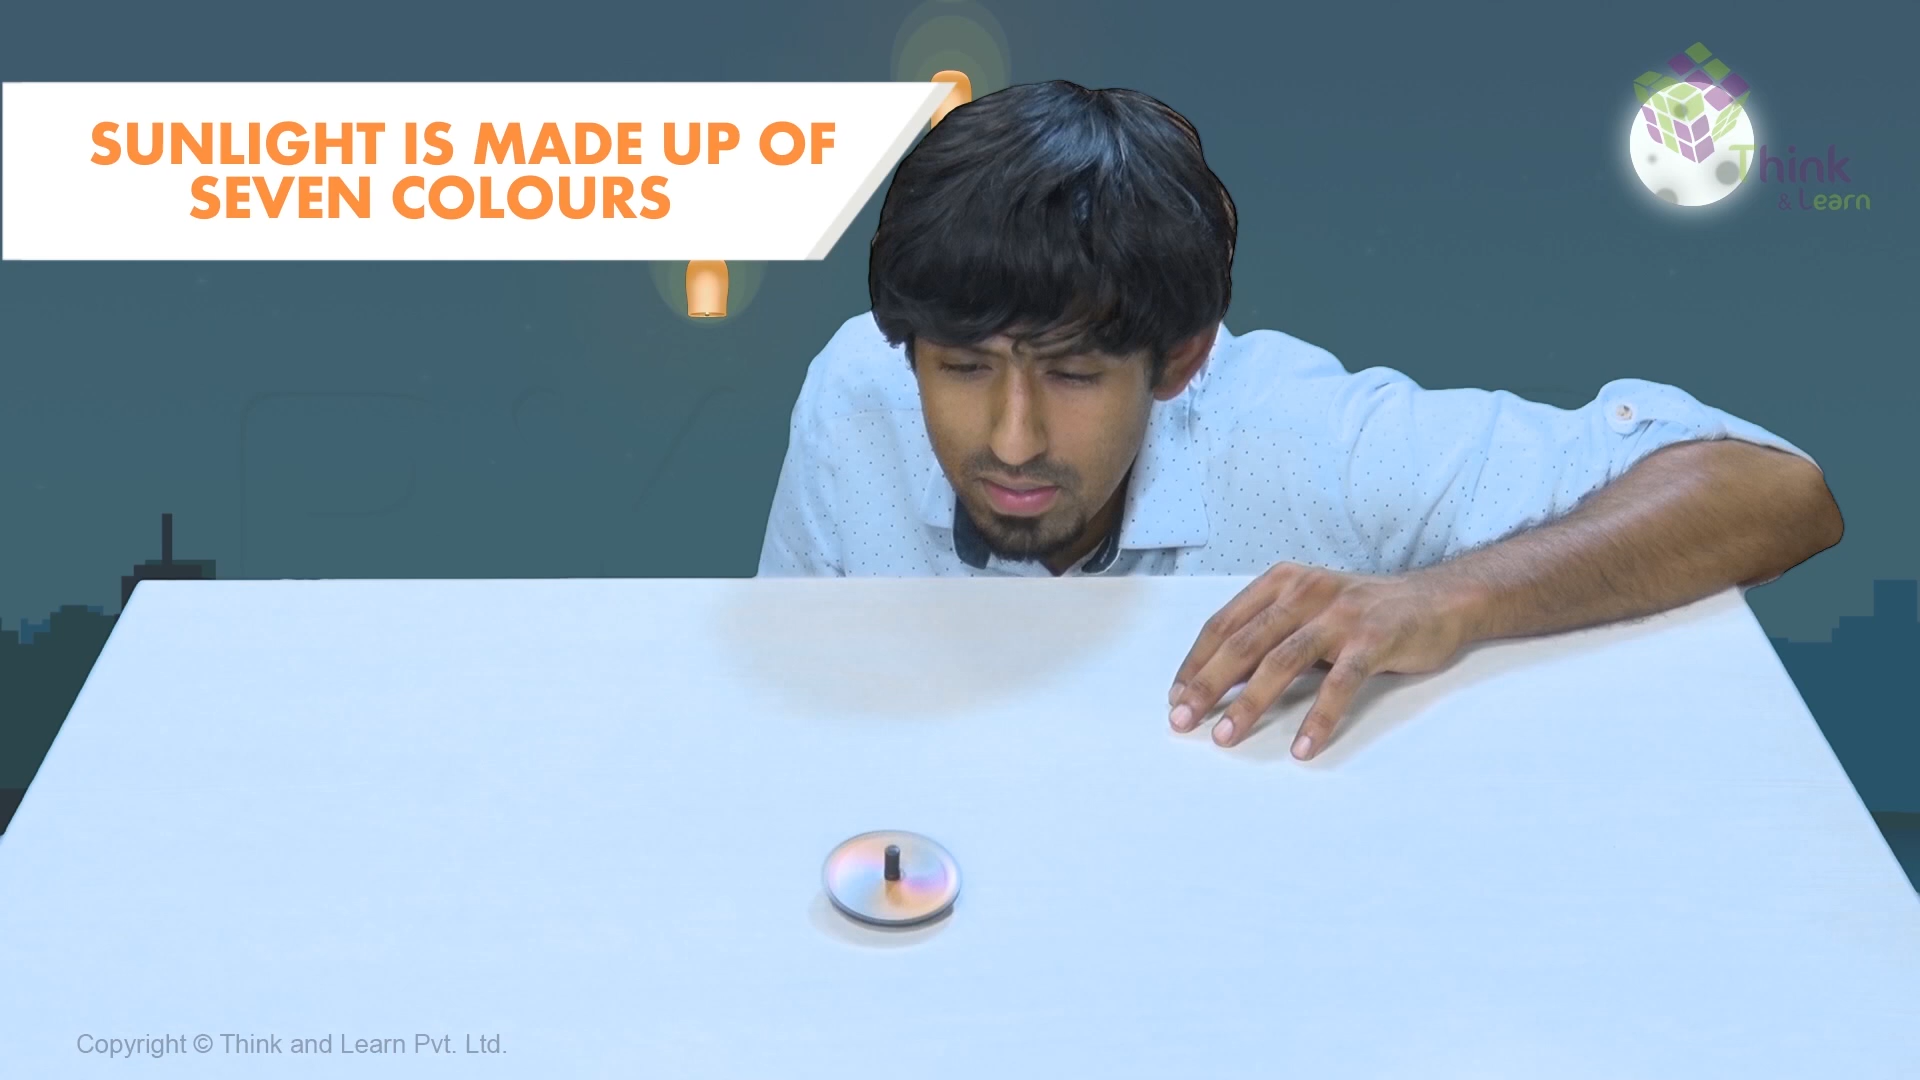 SUNLIGHT IS MADE UP OF
SEVEN COLOURS
Think
& Learn
Copyright © Think and Learn Pvt. Ltd.